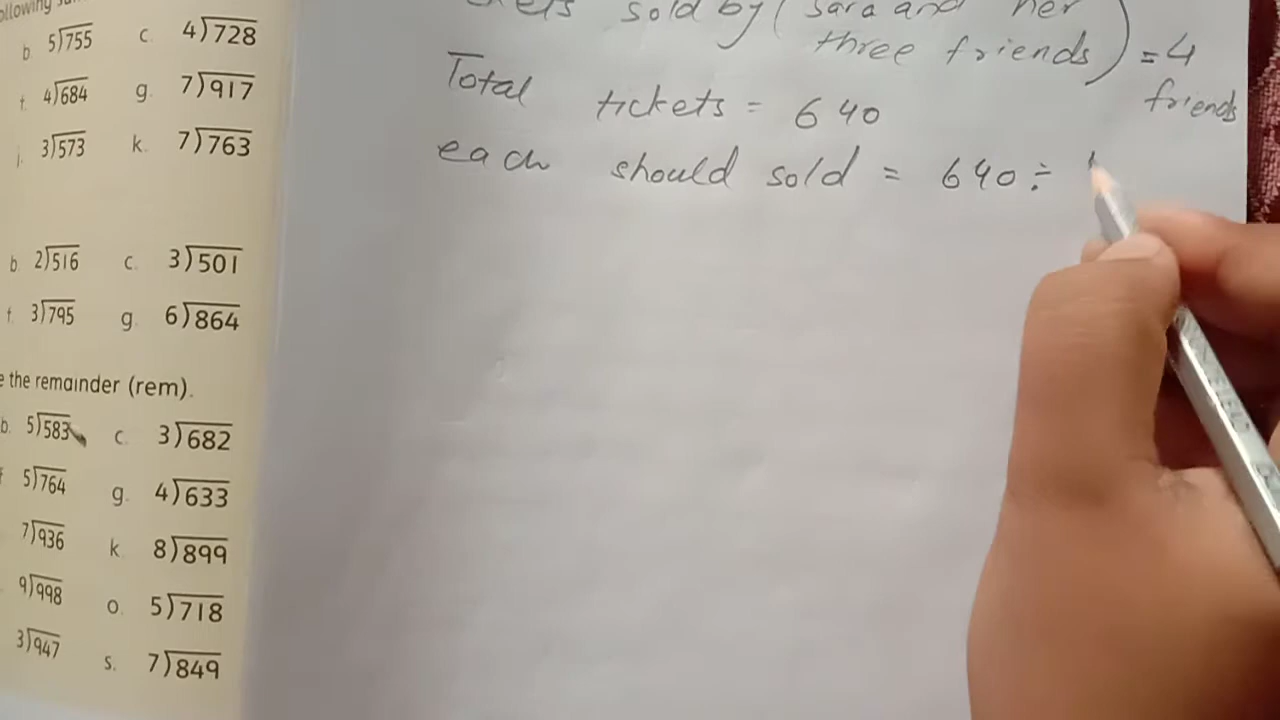 b. 5)755 c. 4)728
f. 4)684 g. 7)917
j. 3)573 k. 7)763
b. 2)516 c. 3)501
f. 3)795 g. 6)864
the remainder (rem).
b. 5)583 c. 3)682
f 5)764 g. 4)633
7)936 k 8)899
9)998 o. 5)718
3)947 s. 7)849
sold by ( Sara and her
three friends ) = 4
friends
Total tickets = 640
each should sold = 640 ÷